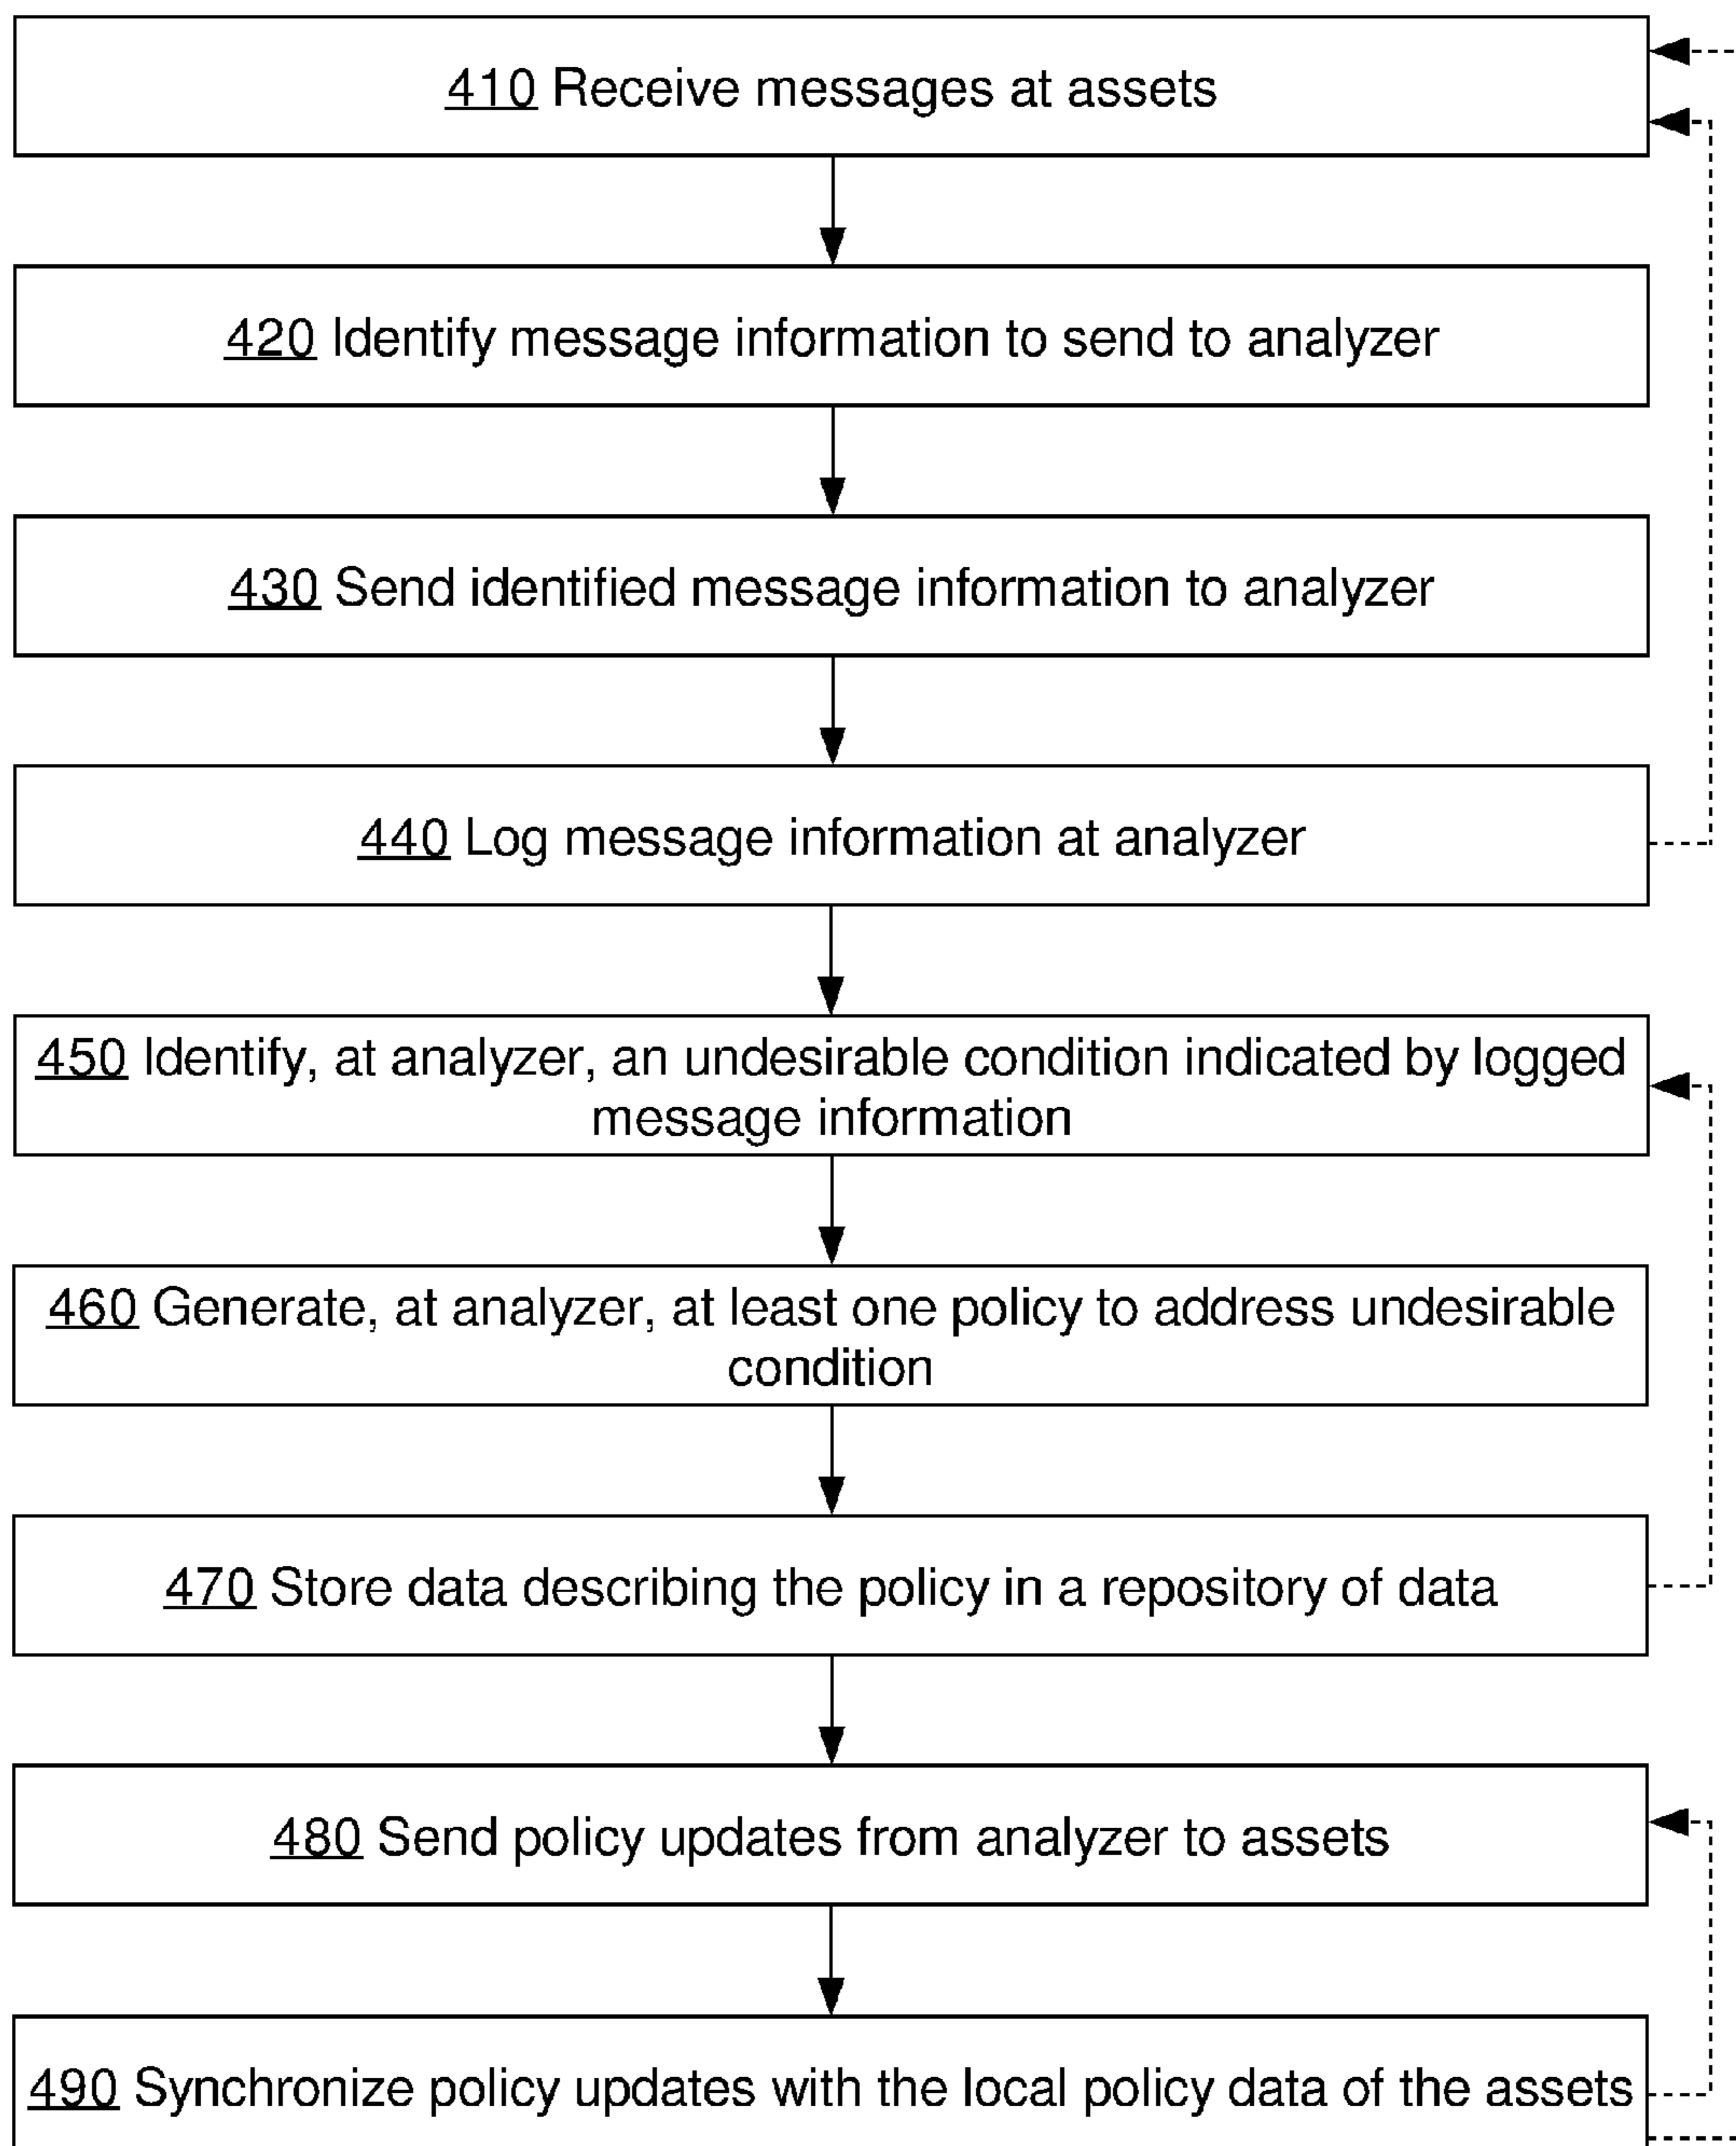 410 Receive messages at assets
420 Identify message information to send to analyzer
430 Send identified message information to analyzer
440 Log message information at analyzer
450 Identify, at analyzer, an undesirable condition indicated by logged
message information
460 Generate, at analyzer, at least one policy to address undesirable
condition
470 Store data describing the policy in a repository of data
480 Send policy updates from analyzer to assets
490 Synchronize policy updates with the local policy data of the assets